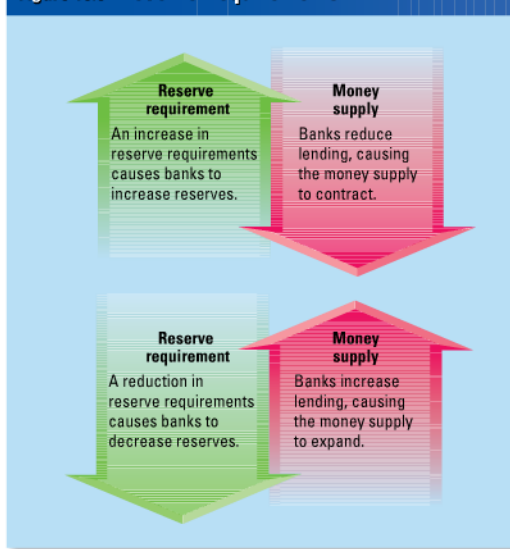 Reserve
requirement
An increase in
reserve requirements
causes banks to
increase reserves.
Money
supply
Banks reduce
lending, causing
the money supply
to contract.
Reserve
requirement
A reduction in
reserve requirements
causes banks to
decrease reserves.
Money
supply
Banks increase
lending, causing
the money supply
to expand.